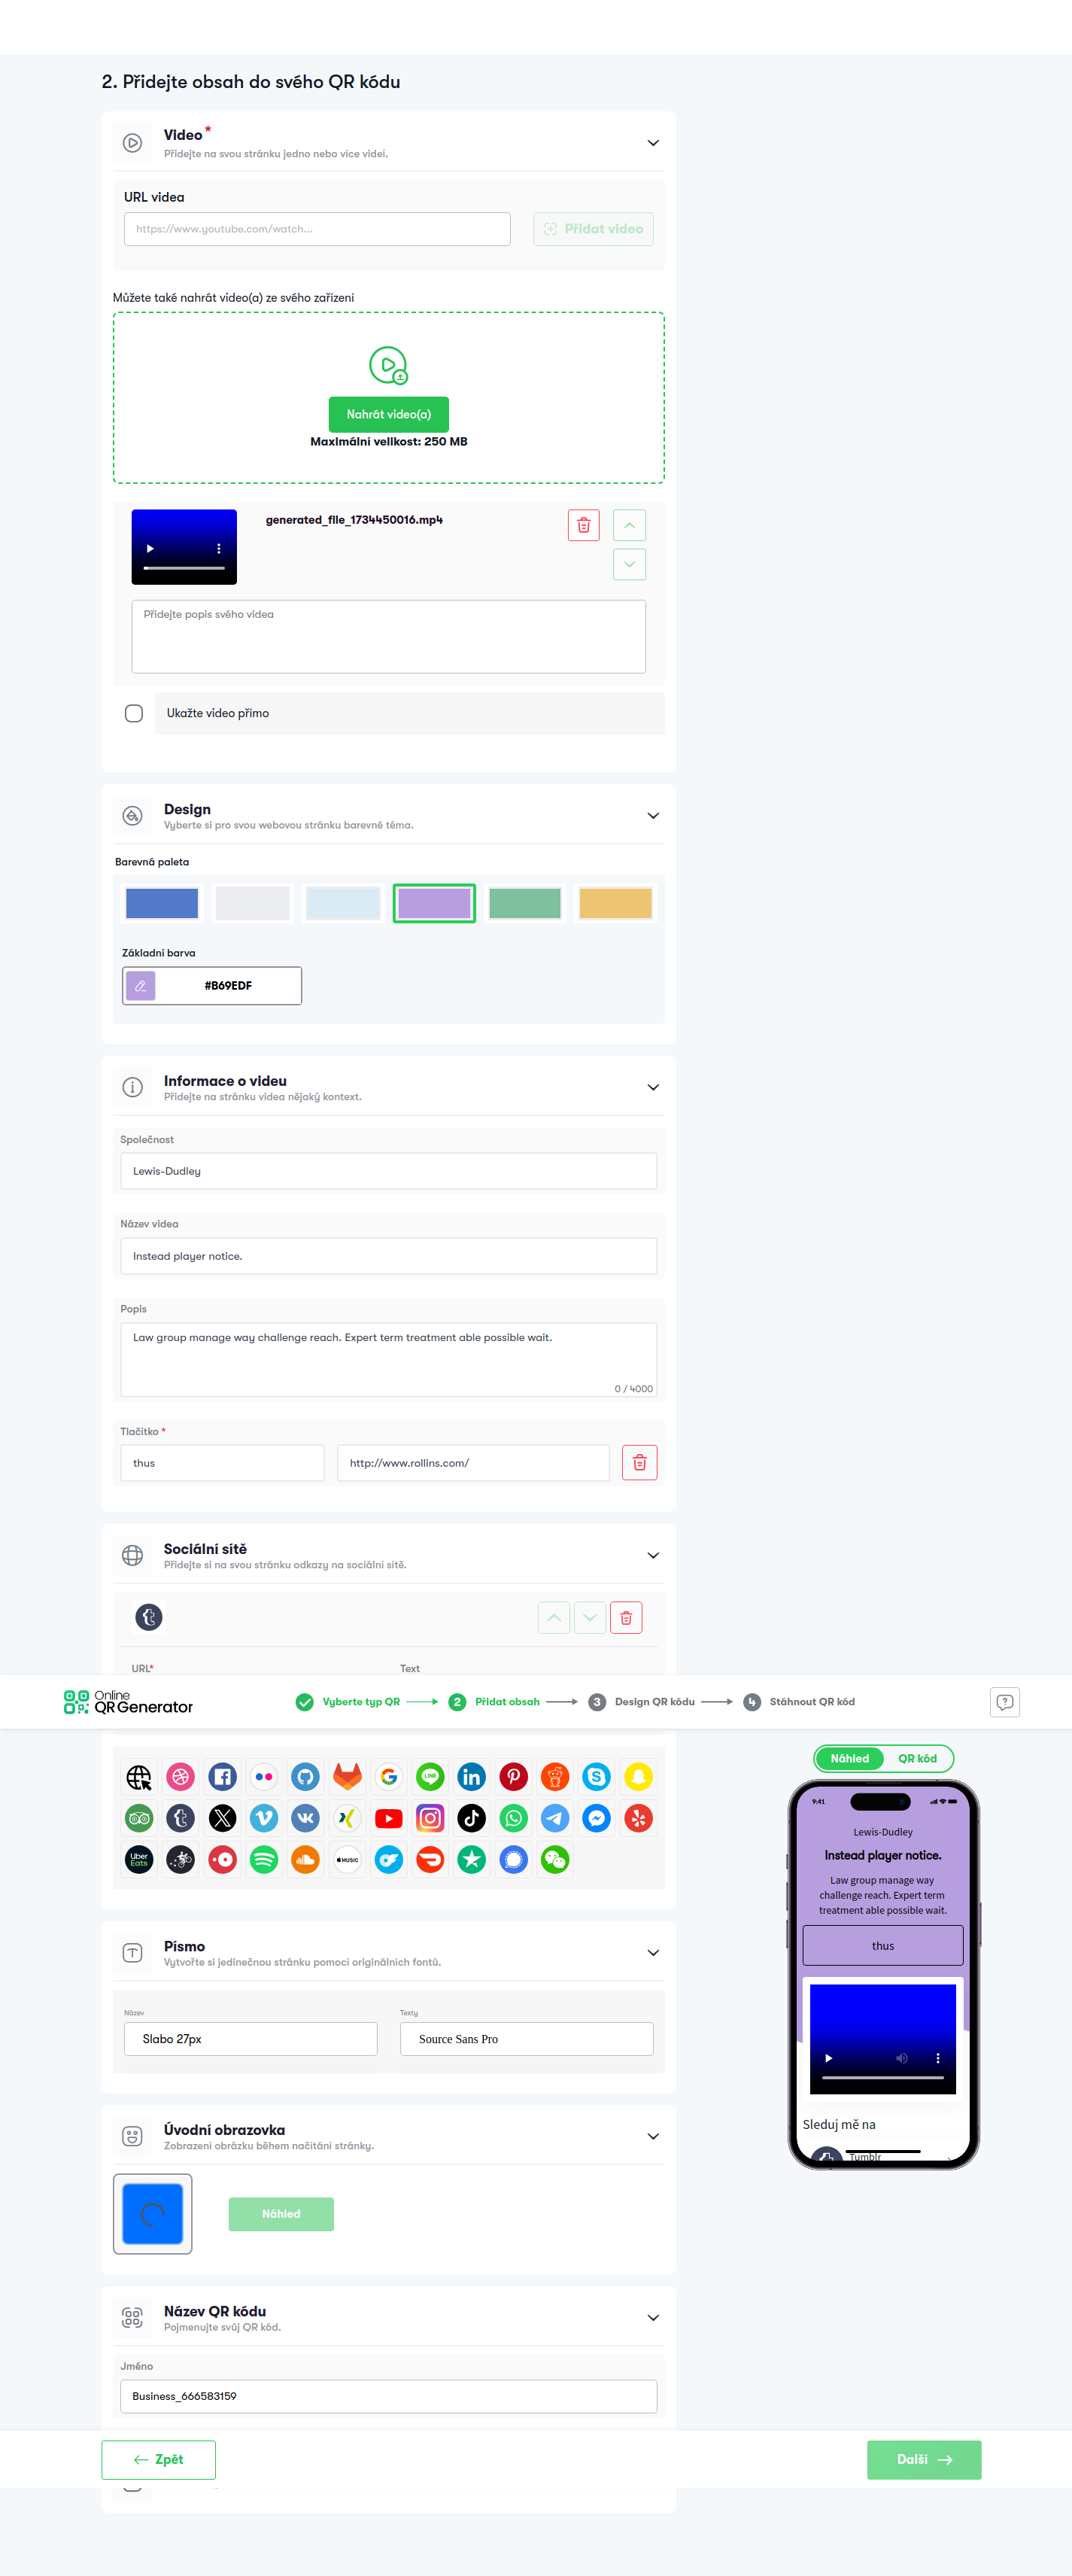 2. Přidejte obsah do svého QR kódu
Video *
Přidejte na svou stránku jedno nebo více videí.
URL videa
https://www.youtube.com/watch...
Přidat video
Můžete také nahrát video(a) ze svého zařízení
Nahrát video(a)
Maximální velikost: 250 MB
generated_file_1734450016.mp4
Přidejte popis svého videa
Ukažte video přímo
Design
Vyberte si pro svou webovou stránku barevné téma.
Barevná paleta
Základní barva
#B69EDF
Informace o videu
Přidejte na stránku videa nějaký kontext.
Společnost
Lewis-Dudley
Název videa
Instead player notice.
Popis
Law group manage way challenge reach. Expert term treatment able possible wait.
0 / 4000
Tlačítko *
thus
http://www.rollins.com/
Sociální sítě
Přidejte si na svou stránku odkazy na sociální sítě.
URL*
Text
Online
QR Generator
Vyberte typ QR
2 Přidat obsah
3 Design QR kódu
4 Stáhnout QR kód
Náhled
QR kód
9:41
Lewis-Dudley
Instead player notice.
Law group manage way
challenge reach. Expert term
treatment able possible wait.
thus
Sleduj mě na
Tumblr
LINE
Uber
Eats
MUSIC
Písmo
Vytvořte si jedinečnou stránku pomocí originálních fontů.
Název
Texty
Slabo 27px
Source Sans Pro
Úvodní obrazovka
Zobrazení obrázku během načítání stránky.
Náhled
Název QR kódu
Pojmenujte svůj QR kód.
Jméno
Business_666583159
Zpět
Další